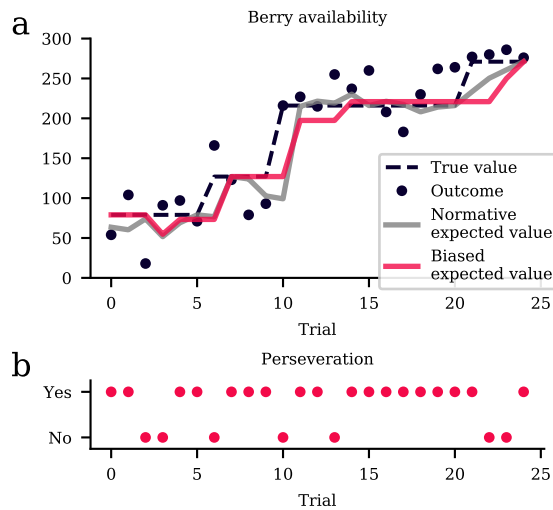 a
Berry availability
300
250
200
150
100
50
0
True value
Outcome
Normative
expected value
Biased
expected value
0 5 10 15 20 25
Trial
b
Perseveration
Yes
No
0 5 10 15 20 25
Trial